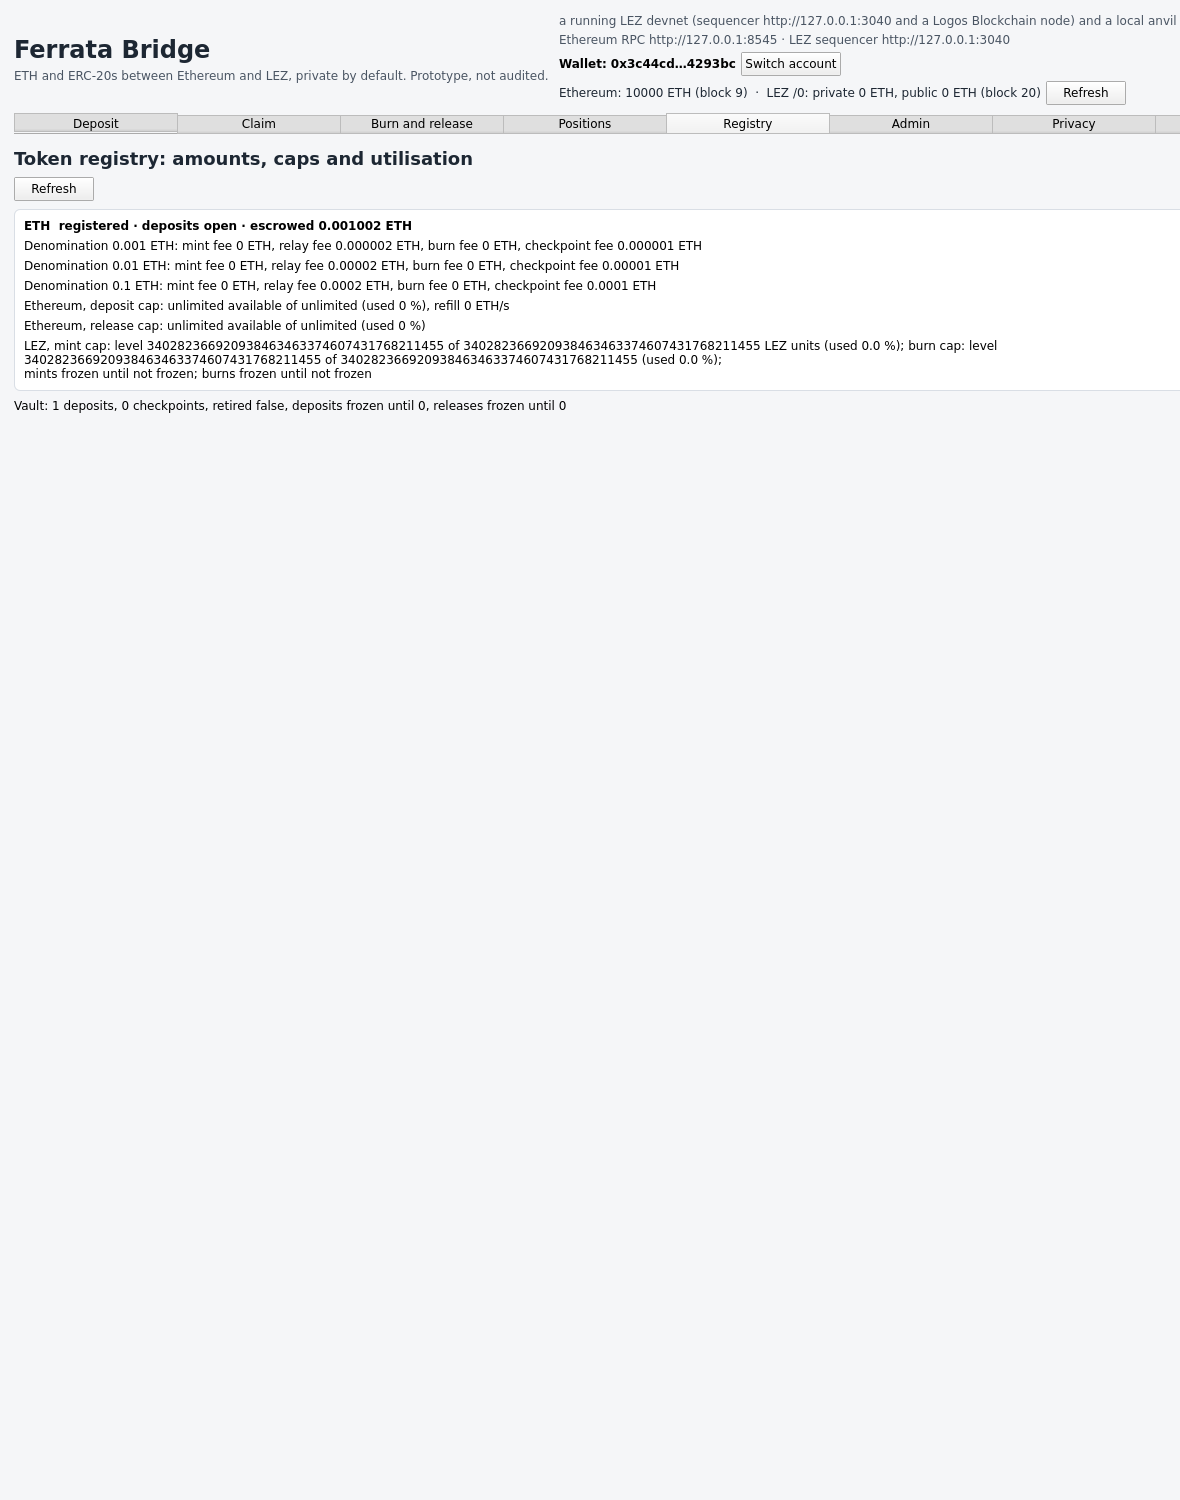 Ferrata Bridge
ETH and ERC-20s between Ethereum and LEZ, private by default. Prototype, not audited.
a running LEZ devnet (sequencer http://127.0.0.1:3040 and a Logos Blockchain node) and a local anvil
Ethereum RPC http://127.0.0.1:8545 · LEZ sequencer http://127.0.0.1:3040
Wallet: 0x3c44cd…4293bc Switch account
Ethereum: 10000 ETH (block 9) · LEZ /0: private 0 ETH, public 0 ETH (block 20) Refresh
Deposit Claim Burn and release Positions Registry Admin Privacy
Token registry: amounts, caps and utilisation
Refresh
ETH registered · deposits open · escrowed 0.001002 ETH
Denomination 0.001 ETH: mint fee 0 ETH, relay fee 0.000002 ETH, burn fee 0 ETH, checkpoint fee 0.000001 ETH
Denomination 0.01 ETH: mint fee 0 ETH, relay fee 0.00002 ETH, burn fee 0 ETH, checkpoint fee 0.00001 ETH
Denomination 0.1 ETH: mint fee 0 ETH, relay fee 0.0002 ETH, burn fee 0 ETH, checkpoint fee 0.0001 ETH
Ethereum, deposit cap: unlimited available of unlimited (used 0 %), refill 0 ETH/s
Ethereum, release cap: unlimited available of unlimited (used 0 %)
LEZ, mint cap: level 340282366920938463463374607431768211455 of 340282366920938463463374607431768211455 LEZ units (used 0.0 %); burn cap: level
340282366920938463463374607431768211455 of 340282366920938463463374607431768211455 (used 0.0 %);
mints frozen until not frozen; burns frozen until not frozen
Vault: 1 deposits, 0 checkpoints, retired false, deposits frozen until 0, releases frozen until 0